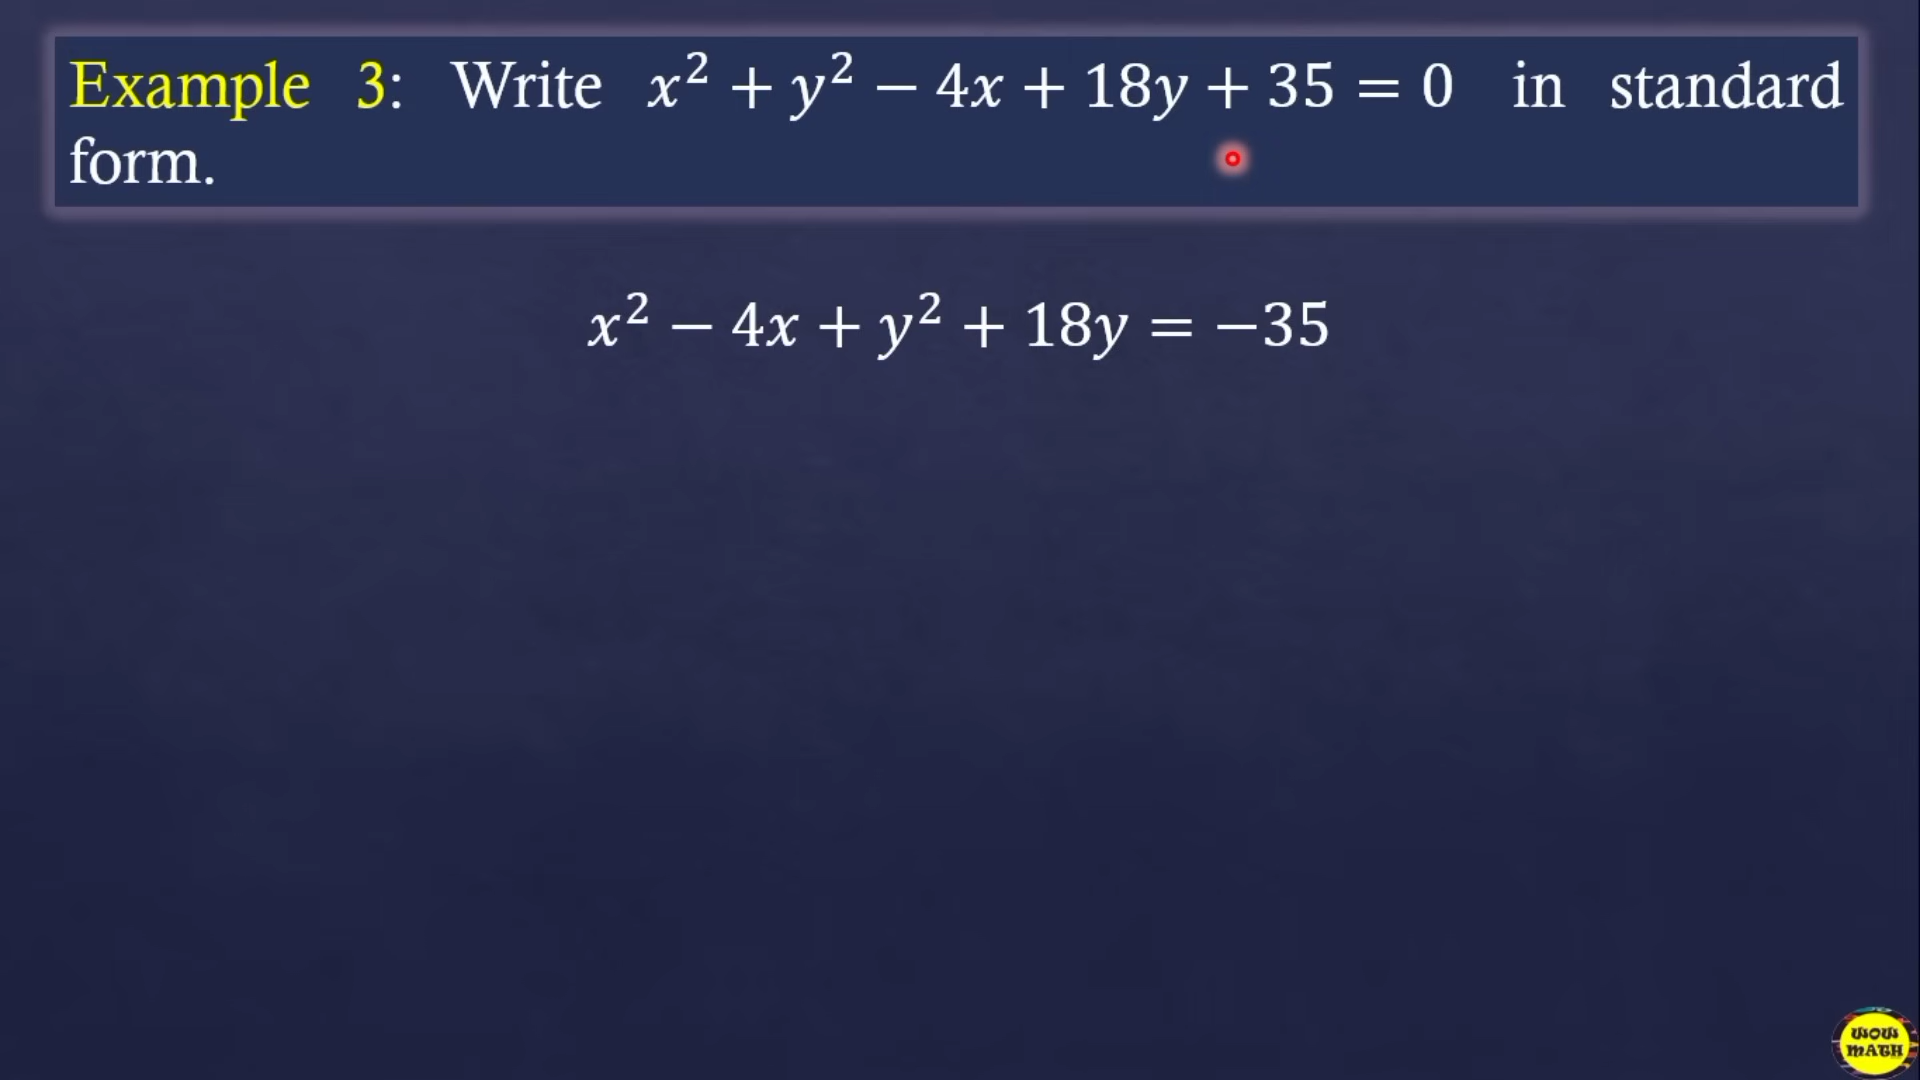 Example 3: Write x² + y² − 4x + 18y + 35 = 0 in standard
form.
x² − 4x + y² + 18y = −35
WOW
MATH